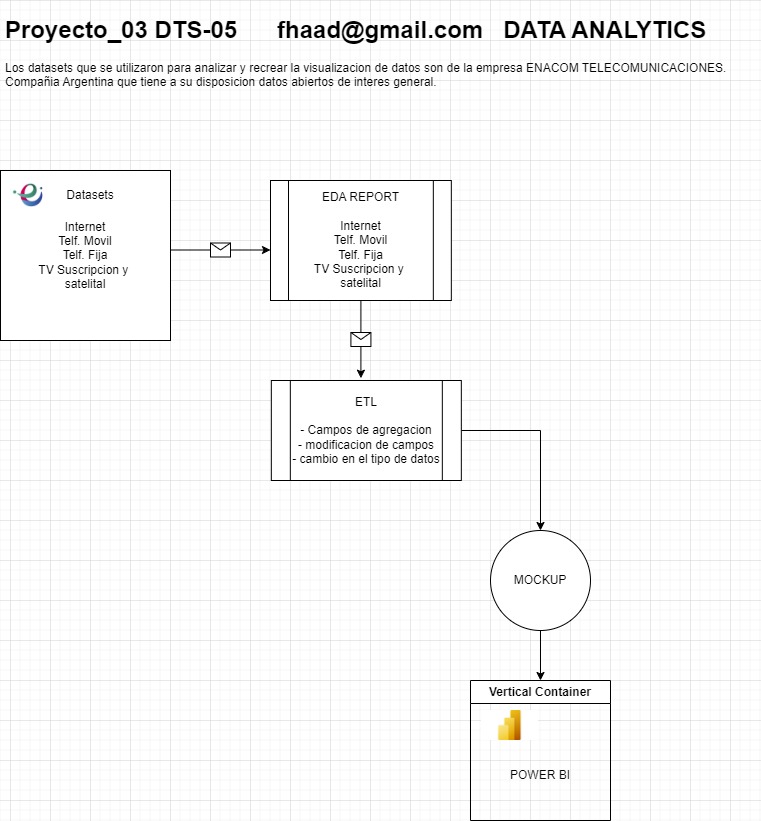 Proyecto_03 DTS-05 fhaad@gmail.com DATA ANALYTICS
Los datasets que se utilizaron para analizar y recrear la visualizacion de datos son de la empresa ENACOM TELECOMUNICACIONES.
Compañia Argentina que tiene a su disposicion datos abiertos de interes general.
Datasets
Internet
Telf. Movil
Telf. Fija
TV Suscripcion y
satelital
EDA REPORT
Internet
Telf. Movil
Telf. Fija
TV Suscripcion y
satelital
ETL
- Campos de agregacion
- modificacion de campos
- cambio en el tipo de datos
MOCKUP
Vertical Container
POWER BI